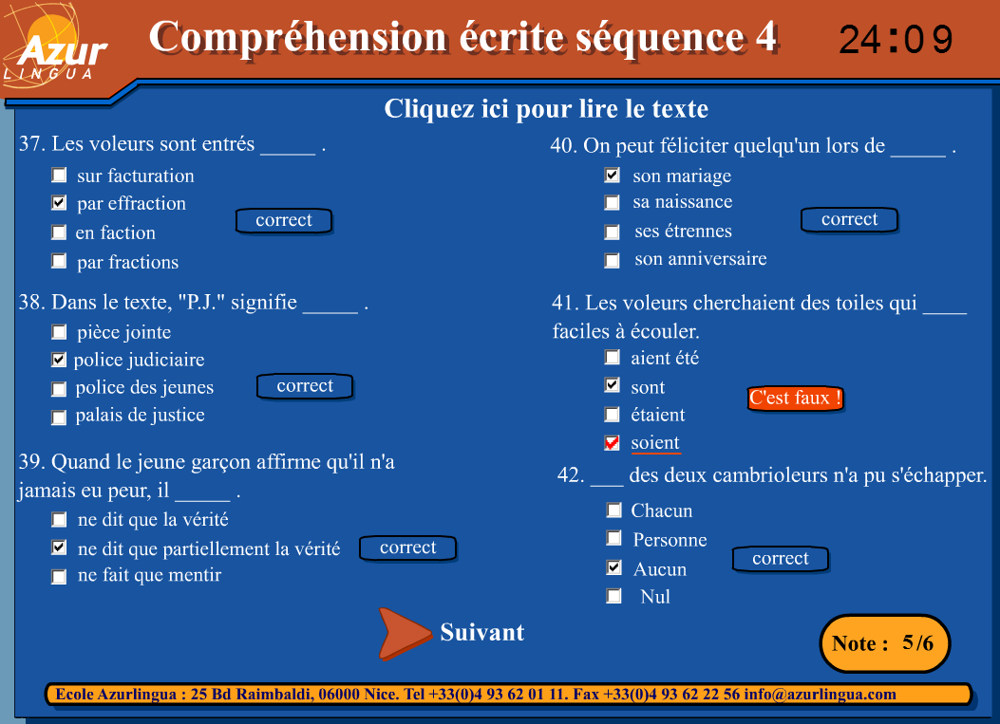 Azur
LINGUA
Compréhension écrite séquence 4
24:09
Cliquez ici pour lire le texte
37. Les voleurs sont entrés _____ .
sur facturation
par effraction
en faction
par fractions
correct
38. Dans le texte, "P.J." signifie _____ .
pièce jointe
police judiciaire
police des jeunes
palais de justice
correct
39. Quand le jeune garçon affirme qu'il n'a
jamais eu peur, il _____ .
ne dit que la vérité
ne dit que partiellement la vérité
ne fait que mentir
correct
40. On peut féliciter quelqu'un lors de _____ .
son mariage
sa naissance
ses étrennes
son anniversaire
correct
41. Les voleurs cherchaient des toiles qui ____
faciles à écouler.
aient été
sont
étaient
soient
C'est faux !
42. ___ des deux cambrioleurs n'a pu s'échapper.
Chacun
Personne
Aucun
Nul
correct
Suivant
Note : 5/6
Ecole Azurlingua : 25 Bd Raimbaldi, 06000 Nice. Tel +33(0)4 93 62 01 11. Fax +33(0)4 93 62 22 56 info@azurlingua.com